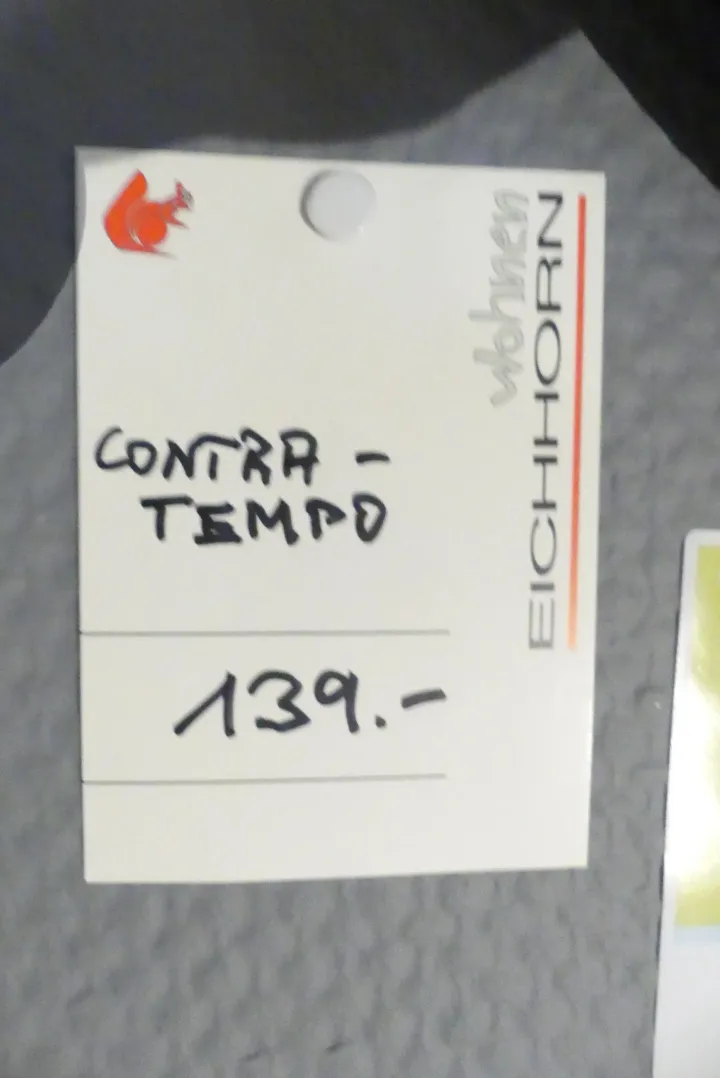 wohnen
EICHHORN
CONTRA -
TEMPO
139.-